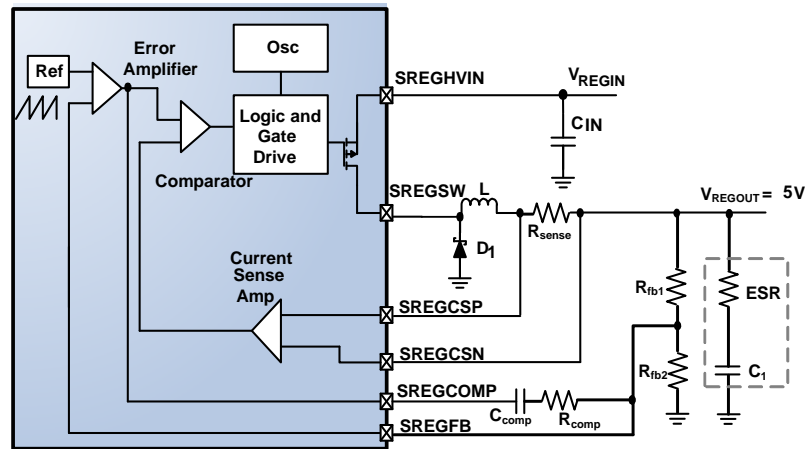 Osc
Error
Amplifier
Ref
SREGHVIN
VREGIN
Logic and
Gate
Drive
CIN
Comparator
SREGSW
L
VREGOUT = 5V
Rsense
D1
Current
Sense
Amp
Rfb1
ESR
SREGCSP
SREGCSN
Rfb2
C1
SREGCOMP
Ccomp
Rcomp
SREGFB